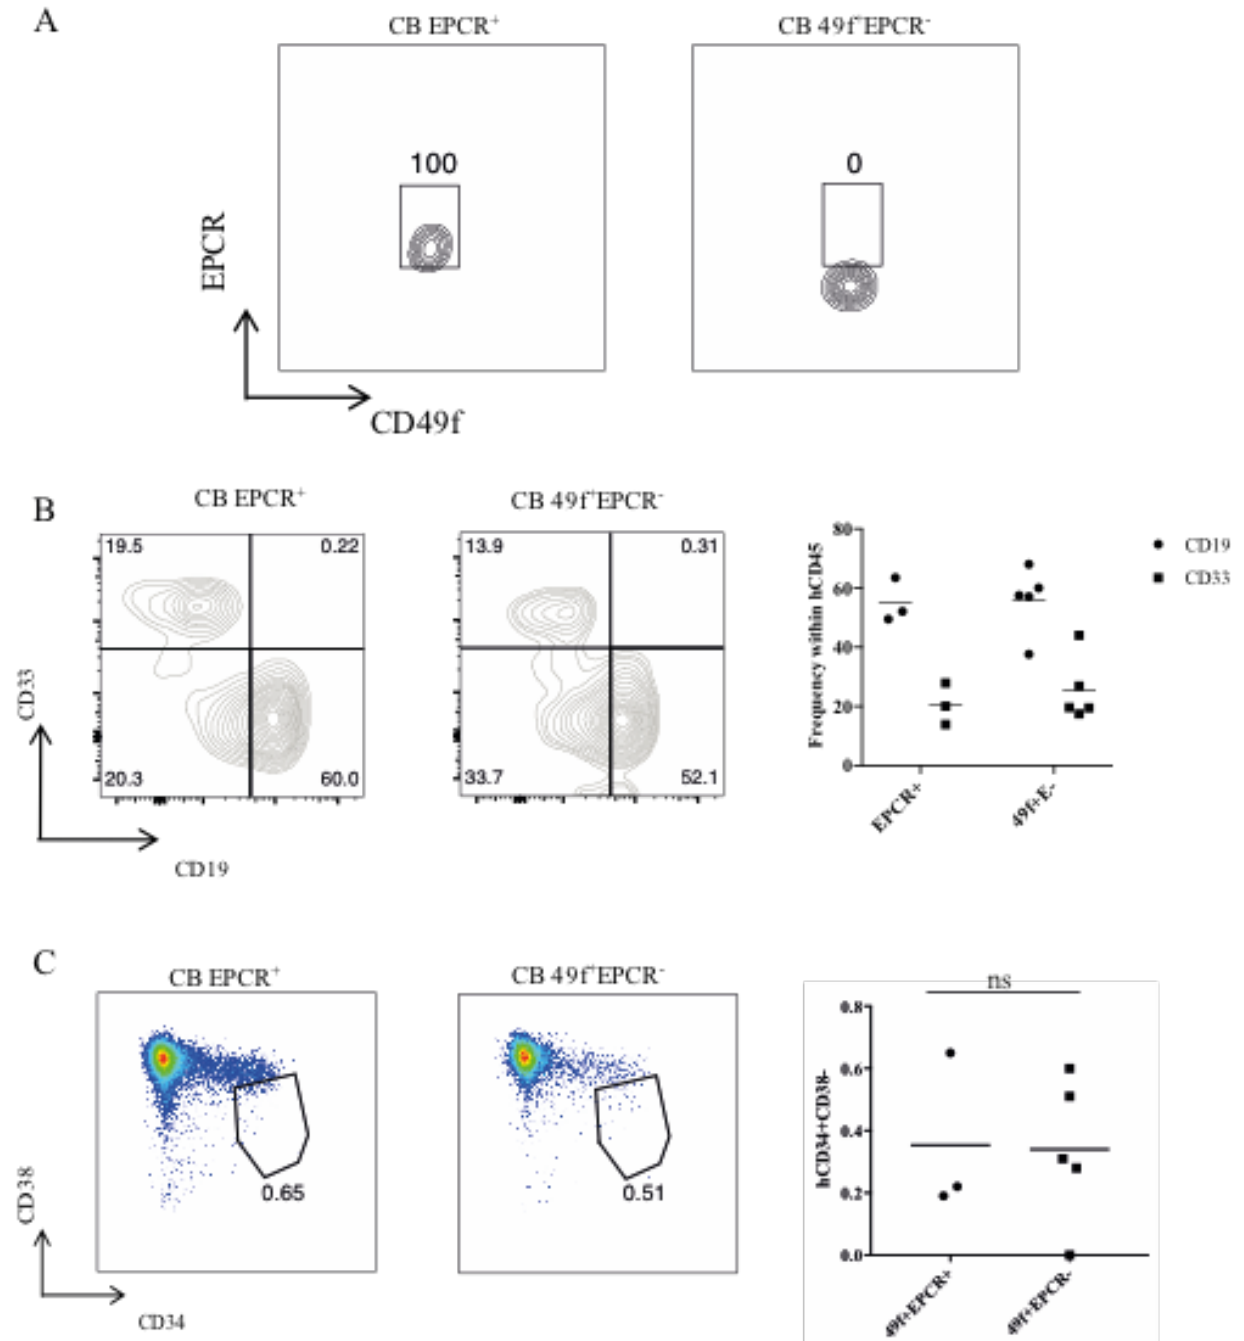 A
CB EPCR⁺
CB 49f⁺EPCR⁻
100
0
EPCR
CD49f
B
CB EPCR⁺
CB 49f⁺EPCR⁻
19.5
0.22
20.3
60.0
13.9
0.31
33.7
52.1
CD33
CD19
80
60
40
20
0
Frequency within hCD45
EPCR+
49f+E-
CD19
CD33
C
CB EPCR⁺
CB 49f⁺EPCR⁻
0.65
0.51
CD38
CD34
ns
0.8
0.6
0.4
0.2
0.0
hCD34+CD38-
49f+EPCR+
49f+EPCR-